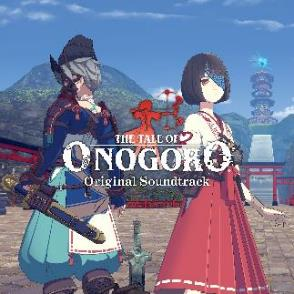 THE TALE OF
ONOGORO
Original Soundtrack